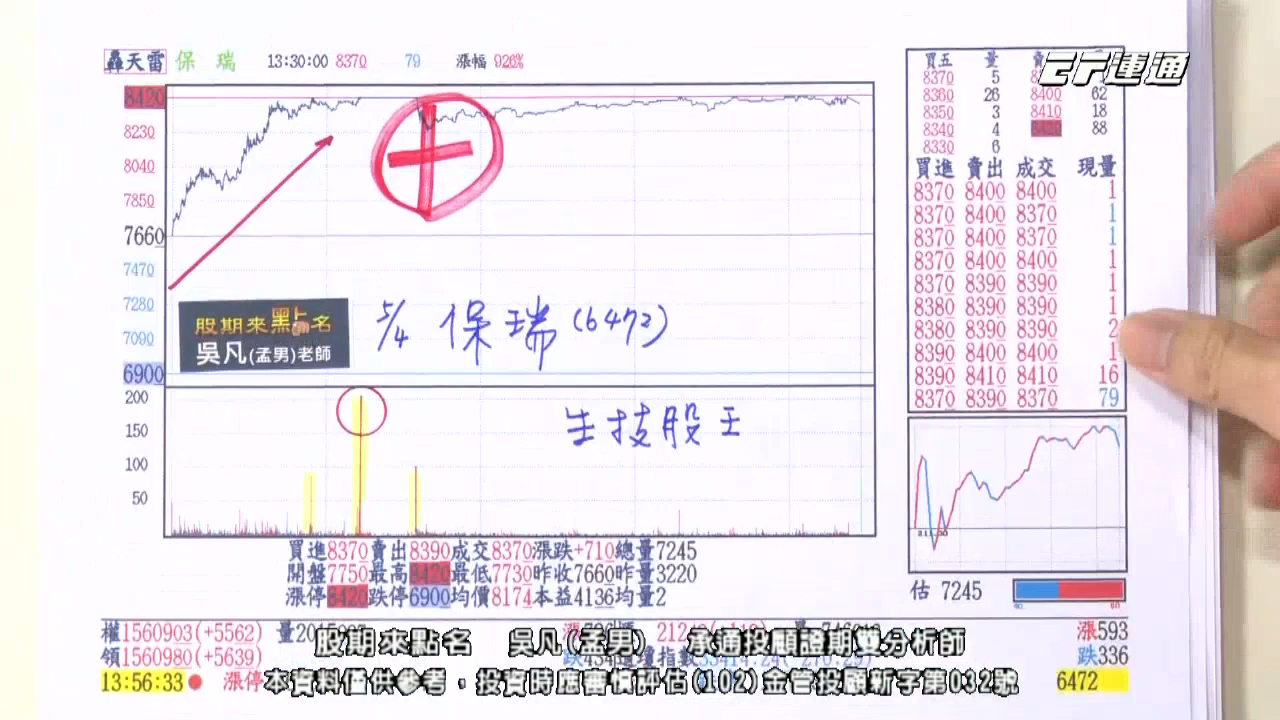 轟天雷 保 瑞 13:30:00 8370 79 漲幅 926%
CF運通
8420
8230
8040
7850
7660
7470
7280
7090
6900
200
150
100
50
股期來點名
吳凡(孟男)老師
5/4 保瑞(6472)
生技股王
買五 量
8370 5
8360 26 8400 62
8350 3 8410 18
8340 4 8420 88
8330 6
買進 賣出 成交 現量
8370 8400 8400 1
8370 8400 8370 1
8370 8400 8370 1
8370 8400 8400 1
8370 8390 8390 1
8380 8390 8390 1
8380 8390 8390 2
8390 8400 8400 1
8390 8410 8410 16
8370 8390 8370 79
估 7245
買進8370賣出8390成交8370漲跌+710總量7245
開盤7750最高8420最低7730昨收7660昨量3220
漲停8420跌停6900均價8174本益4136均量2
權1560903(+5562)
漲593
領1560980(+5639)
跌336
13:56:33 漲停
6472
股期來點名 吳凡(孟男) 承通投顧證期雙分析師
本資料僅供參考，投資時應審慎評估(102)金管投顧新字第032號